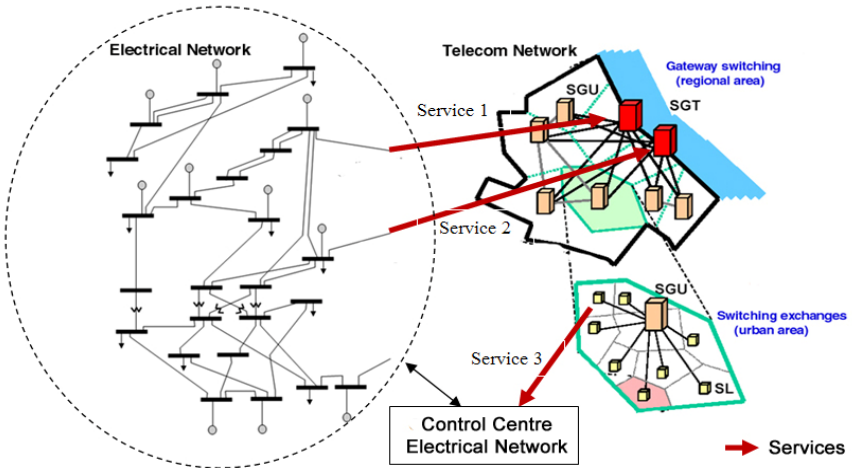 Electrical Network
Telecom Network
Gateway switching
(regional area)
SGU
SGT
Service 1
Service 2
SGU
Switching exchanges
(urban area)
Service 3
SL
Control Centre
Electrical Network
Services